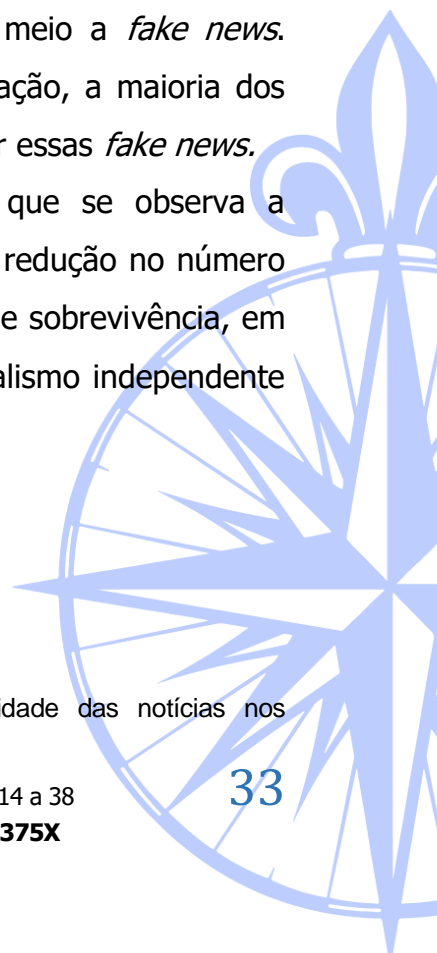 meio a fake news.
ação, a maioria dos
r essas fake news.
que se observa a
redução no número
e sobrevivência, em
alismo independente
idade das notícias nos
14 a 38
33
375X